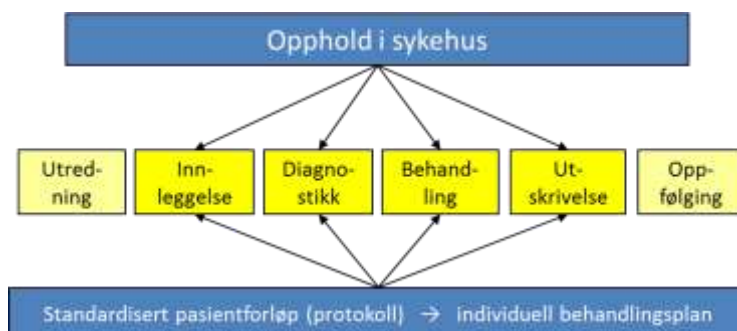 Opphold i sykehus
Utred-
ning
Inn-
leggelse
Diagno-
stikk
Behand-
ling
Ut-
skrivelse
Opp-
følging
Standardisert pasientforløp (protokoll) → individuell behandlingsplan